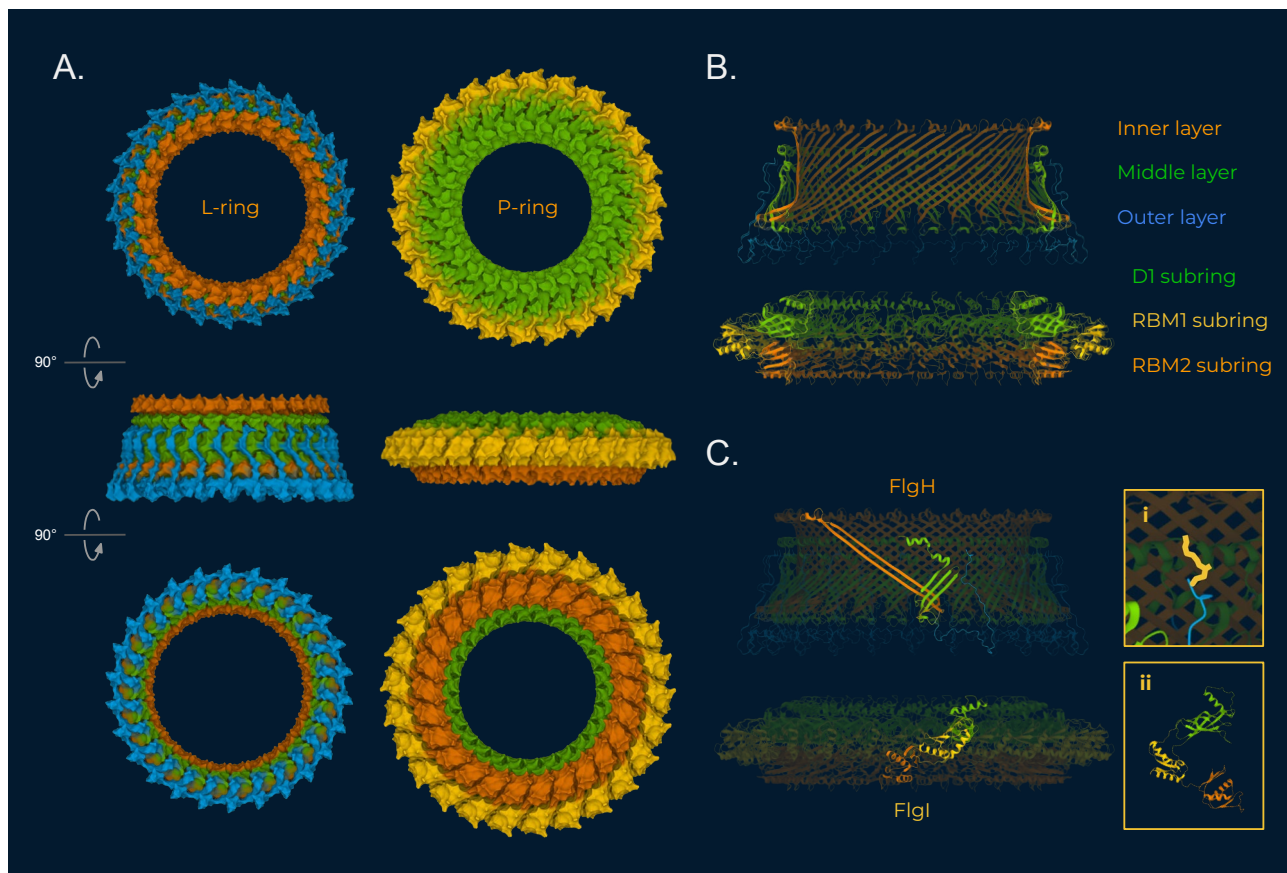 A.
L-ring
P-ring
90°
90°
B.
Inner layer
Middle layer
Outer layer
D1 subring
RBM1 subring
RBM2 subring
C.
FlgH
FlgI
i
ii